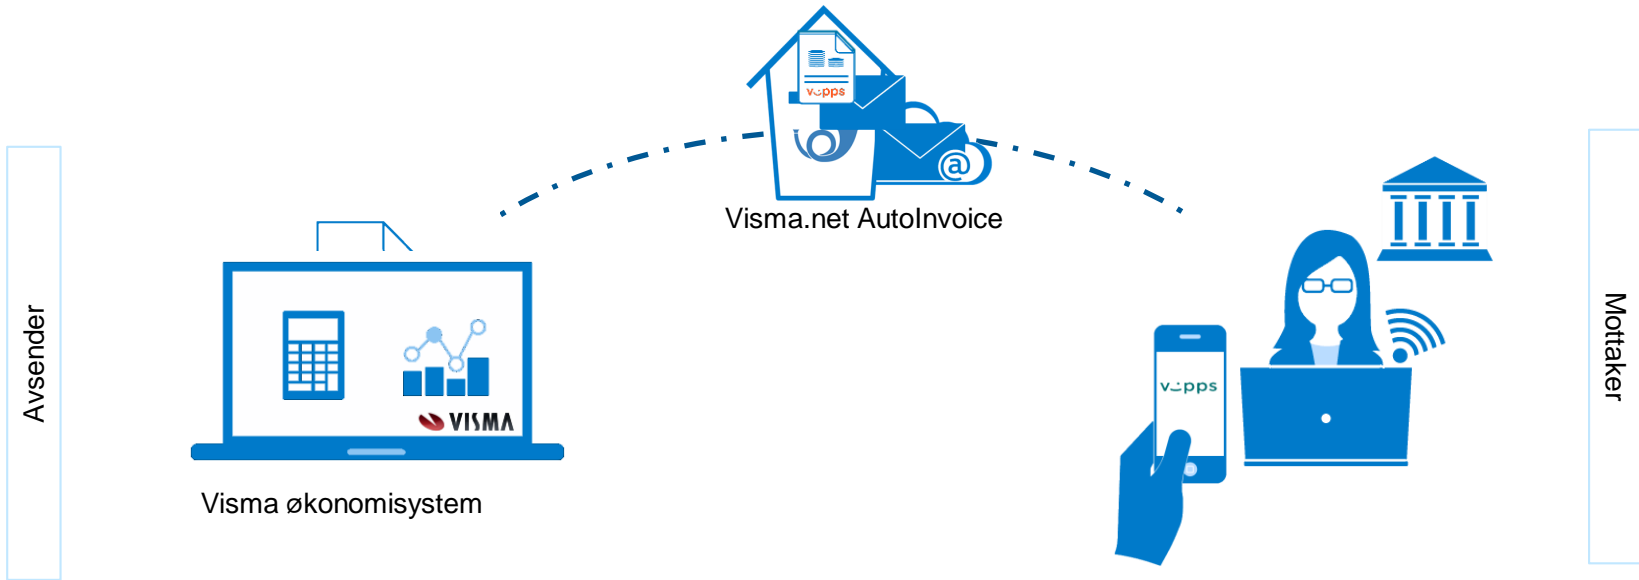 vipps
@
Visma.net AutoInvoice
Avsender
VISMA
Visma økonomisystem
vipps
Mottaker